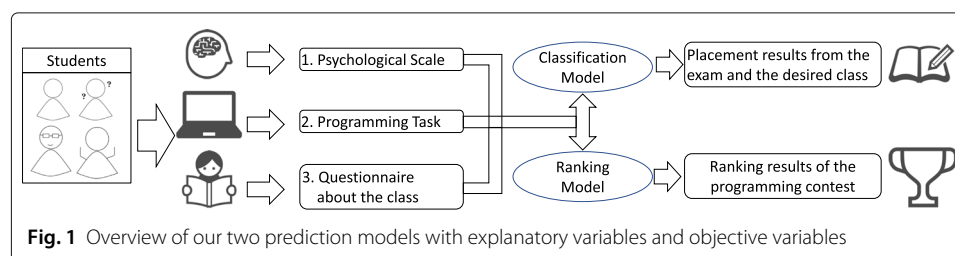 Students
? ?
1. Psychological Scale
2. Programming Task
3. Questionnaire
about the class
Classification
Model
Ranking
Model
Placement results from the
exam and the desired class
Ranking results of the
programming contest
Fig. 1 Overview of our two prediction models with explanatory variables and objective variables